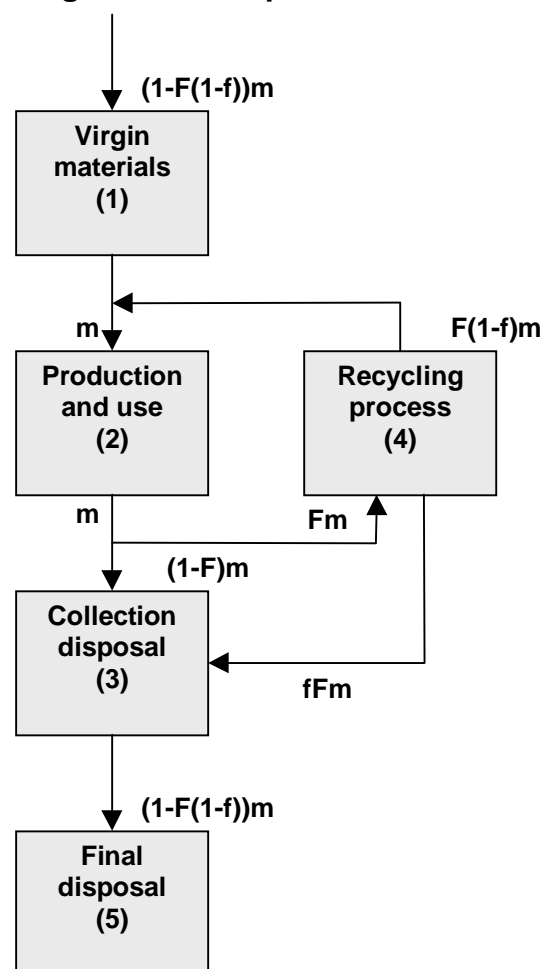 (1-F(1-f))m
Virgin
materials
(1)
m
F(1-f)m
Production
and use
(2)
Recycling
process
(4)
m
Fm
(1-F)m
Collection
disposal
(3)
fFm
(1-F(1-f))m
Final
disposal
(5)